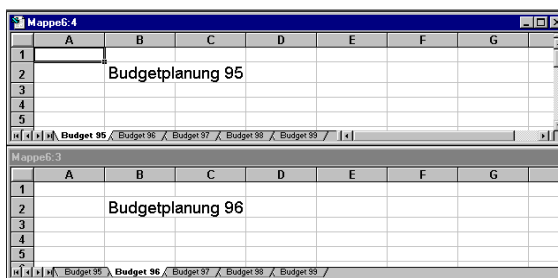 Mappe6:4
A B C D E F G
1
2 Budgetplanung 95
3
4
5
Budget 95 Budget 96 Budget 97 Budget 98 Budget 99
Mappe6:3
A B C D E F G
1
2 Budgetplanung 96
3
4
5
Budget 95 Budget 96 Budget 97 Budget 98 Budget 99